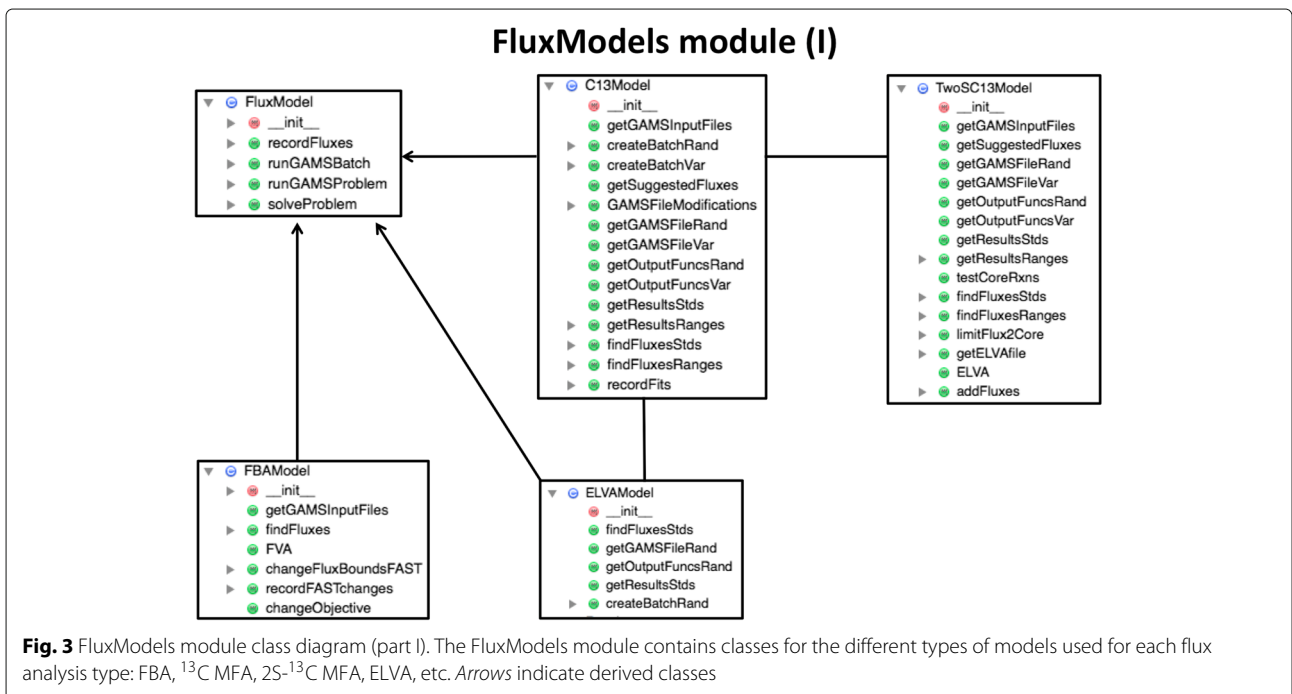 FluxModels module (I)
FluxModel
__init__
recordFluxes
runGAMSBatch
runGAMSProblem
solveProblem
C13Model
__init__
getGAMSInputFiles
createBatchRand
createBatchVar
getSuggestedFluxes
GAMSFileModifications
getGAMSFileRand
getGAMSFileVar
getOutputFuncsRand
getOutputFuncsVar
getResultsStds
getResultsRanges
findFluxesStds
findFluxesRanges
recordFits
TwoSC13Model
__init__
getGAMSInputFiles
getSuggestedFluxes
getGAMSFileRand
getGAMSFileVar
getOutputFuncsRand
getOutputFuncsVar
getResultsStds
getResultsRanges
testCoreRxns
findFluxesStds
findFluxesRanges
limitFlux2Core
getELVAfile
ELVA
addFluxes
FBAModel
__init__
getGAMSInputFiles
findFluxes
FVA
changeFluxBoundsFAST
recordFASTchanges
changeObjective
ELVAModel
__init__
findFluxesStds
getGAMSFileRand
getOutputFuncsRand
getResultsStds
createBatchRand
Fig. 3 FluxModels module class diagram (part I). The FluxModels module contains classes for the different types of models used for each flux
analysis type: FBA, ¹³C MFA, 2S-¹³C MFA, ELVA, etc. Arrows indicate derived classes